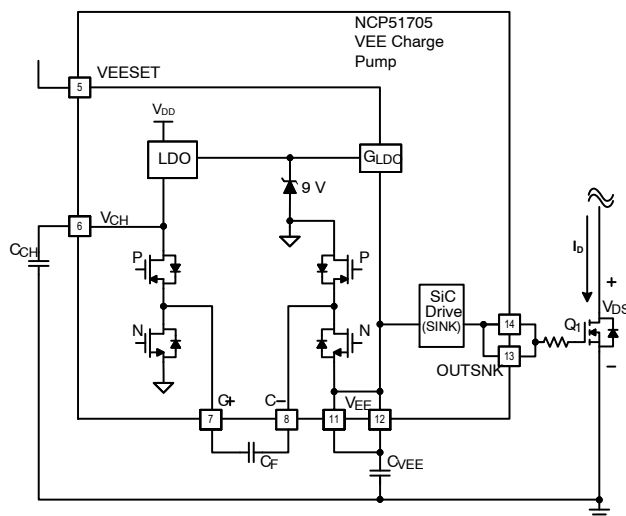 NCP51705
VEE Charge
Pump
VEESET
5
VDD
LDO
GLDO
9 V
6
VCH
CCH
P
P
N
N
SiC
Drive
(SINK)
14
13
OUTSNK
ID
+
VDS
Q1
−
C+
C−
VEE
7
8
11
12
CF
CVEE